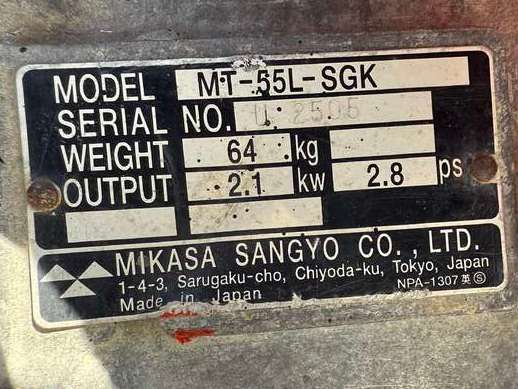 MODEL MT-55L-SGK
SERIAL NO. U 2505
WEIGHT 64 kg
OUTPUT 2.1 kw 2.8 ps
MIKASA SANGYO CO., LTD.
1-4-3, Sarugaku-cho, Chiyoda-ku, Tokyo, Japan
Made in Japan NPA-1307 英 Ⓢ